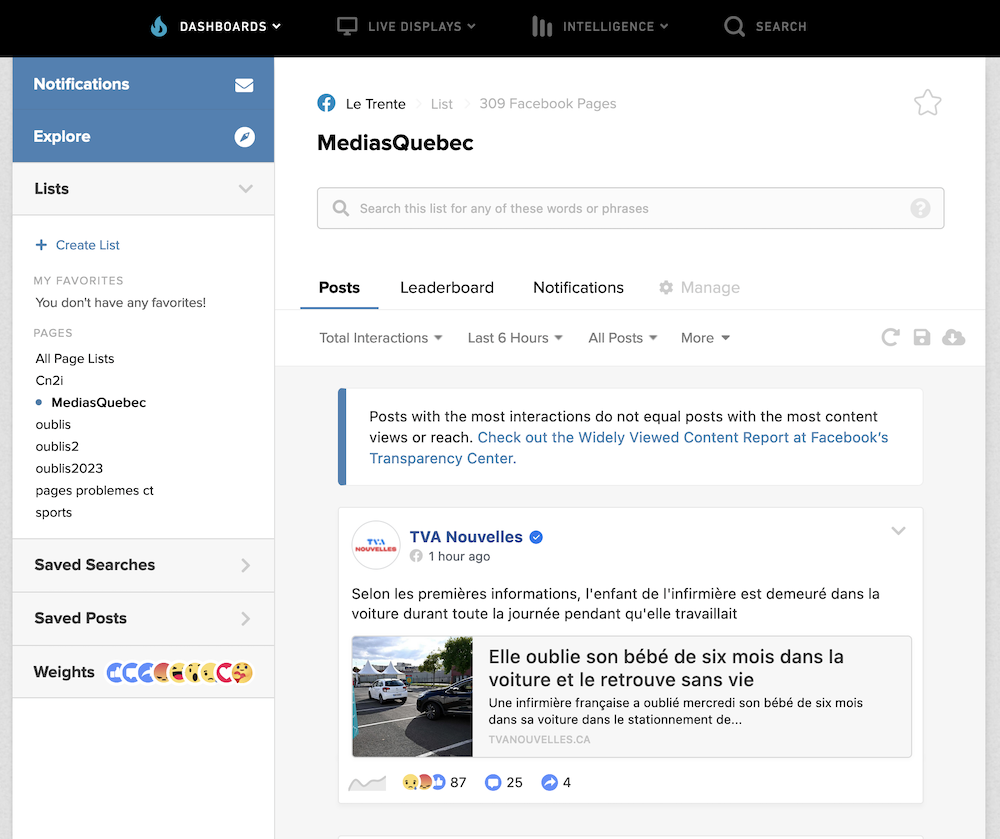 DASHBOARDS
LIVE DISPLAYS
INTELLIGENCE
SEARCH
Notifications
Explore
Lists
+ Create List
MY FAVORITES
You don't have any favorites!
PAGES
All Page Lists
Cn2i
MediasQuebec
oublis
oublis2
oublis2023
pages problemes ct
sports
Saved Searches
Saved Posts
Weights
Le Trente
List
309 Facebook Pages
MediasQuebec
Search this list for any of these words or phrases
?
Posts
Leaderboard
Notifications
Manage
Total Interactions
Last 6 Hours
All Posts
More
Posts with the most interactions do not equal posts with the most content
views or reach. Check out the Widely Viewed Content Report at Facebook’s
Transparency Center.
TVA
NOUVELLES
TVA Nouvelles
1 hour ago
Selon les premières informations, l'enfant de l'infirmière est demeuré dans la
voiture durant toute la journée pendant qu'elle travaillait
Elle oublie son bébé de six mois dans la
voiture et le retrouve sans vie
Une infirmière française a oublié mercredi son bébé de six mois
dans sa voiture dans le stationnement de...
TVANOUVELLES.CA
87
25
4